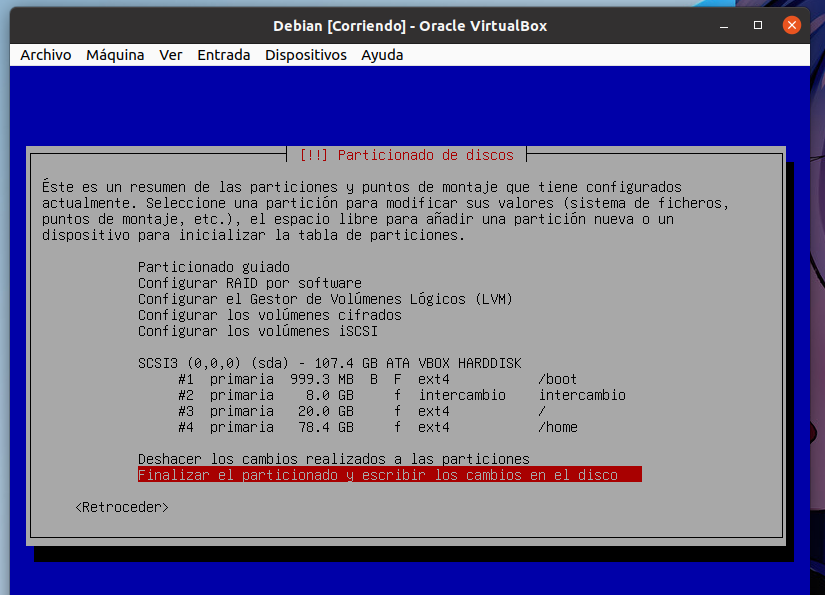 Debian [Corriendo] - Oracle VirtualBox
Archivo Máquina Ver Entrada Dispositivos Ayuda
[!!] Particionado de discos
Éste es un resumen de las particiones y puntos de montaje que tiene configurados
actualmente. Seleccione una partición para modificar sus valores (sistema de ficheros,
puntos de montaje, etc.), el espacio libre para añadir una partición nueva o un
dispositivo para inicializar la tabla de particiones.
Particionado guiado
Configurar RAID por software
Configurar el Gestor de Volúmenes Lógicos (LVM)
Configurar los volúmenes cifrados
Configurar los volúmenes iSCSI
SCSI3 (0,0,0) (sda) - 107.4 GB ATA VBOX HARDDISK
#1 primaria 999.3 MB B F ext4 /boot
#2 primaria 8.0 GB f intercambio intercambio
#3 primaria 20.0 GB f ext4 /
#4 primaria 78.4 GB f ext4 /home
Deshacer los cambios realizados a las particiones
Finalizar el particionado y escribir los cambios en el disco
<Retroceder>